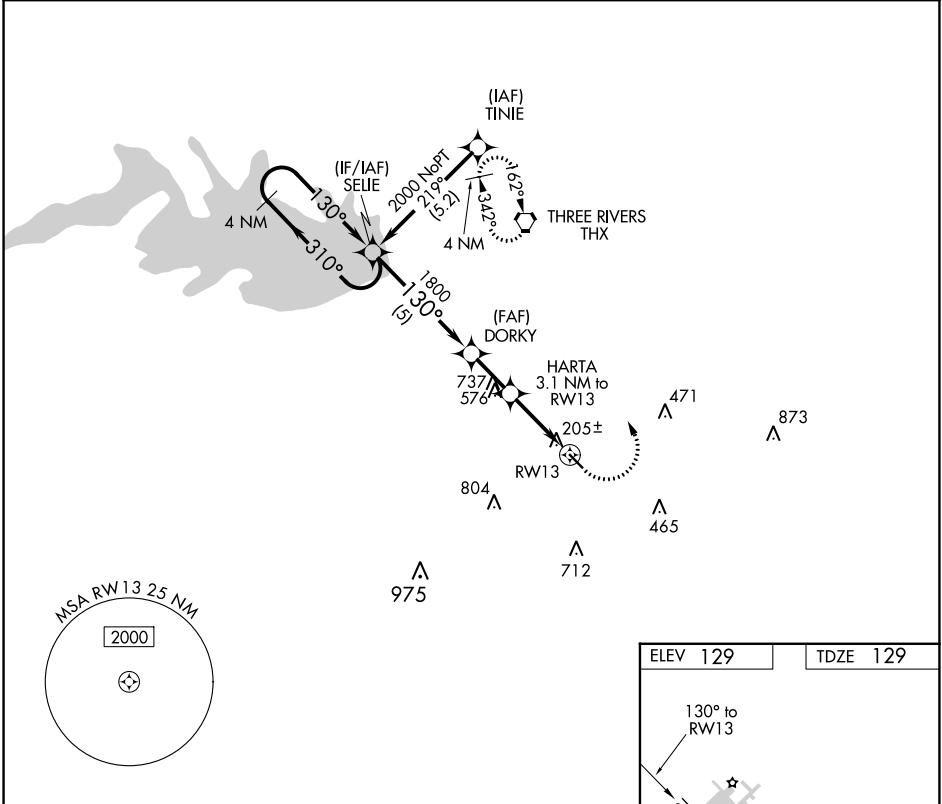 (IAF)
TINIE
(IF/IAF)
SELIE
2000 NoPT
219°
(5.2)
162°
342°
4 NM
THREE RIVERS
THX
4 NM
130°
310°
1800
130°
(5)
(FAF)
DORKY
HARTA
3.1 NM to
RW13
737
576
205±
RW13
471
873
804
465
712
975
MSA RW13 25 NM
2000
ELEV 129
TDZE 129
130° to
RW13